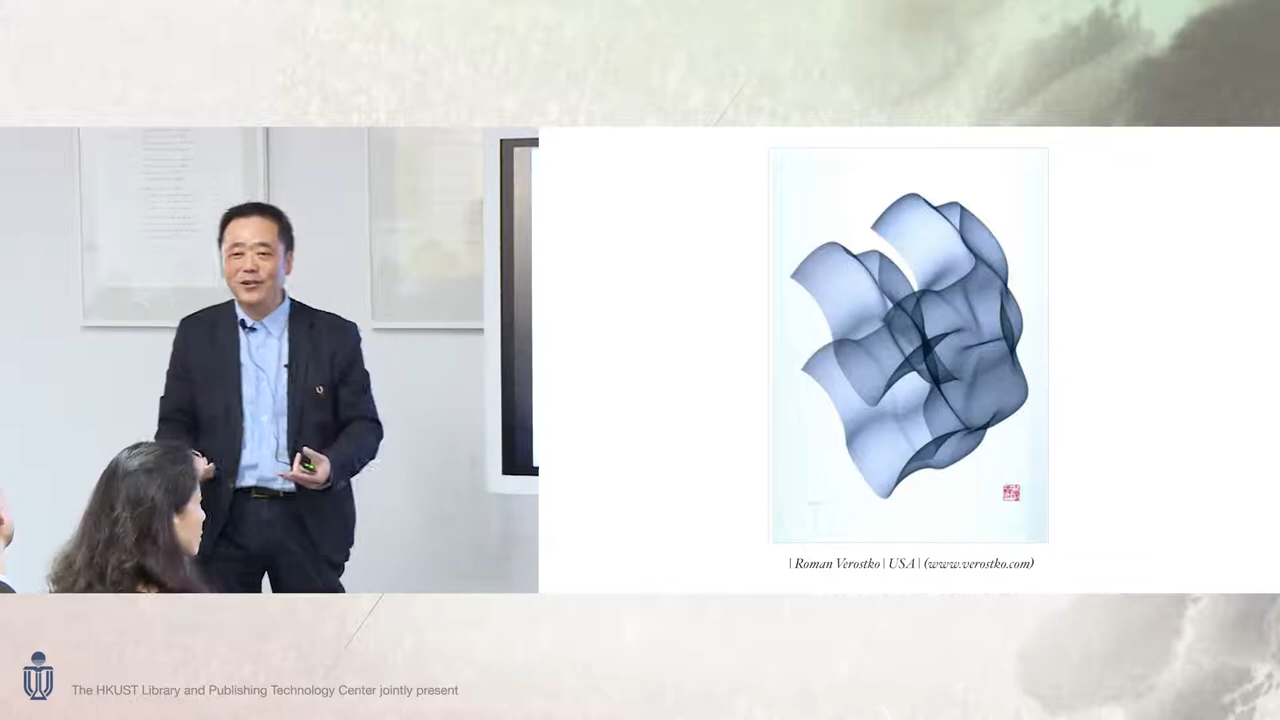 | Roman Verostko | USA | (www.verostko.com)
The HKUST Library and Publishing Technology Center jointly present